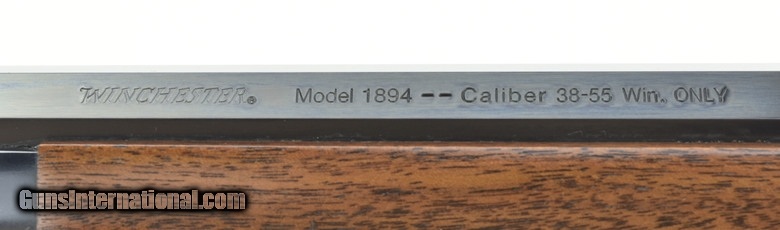 WINCHESTER® Model 1894 -- Caliber 38-55 Win. ONLY
GunsInternational.com